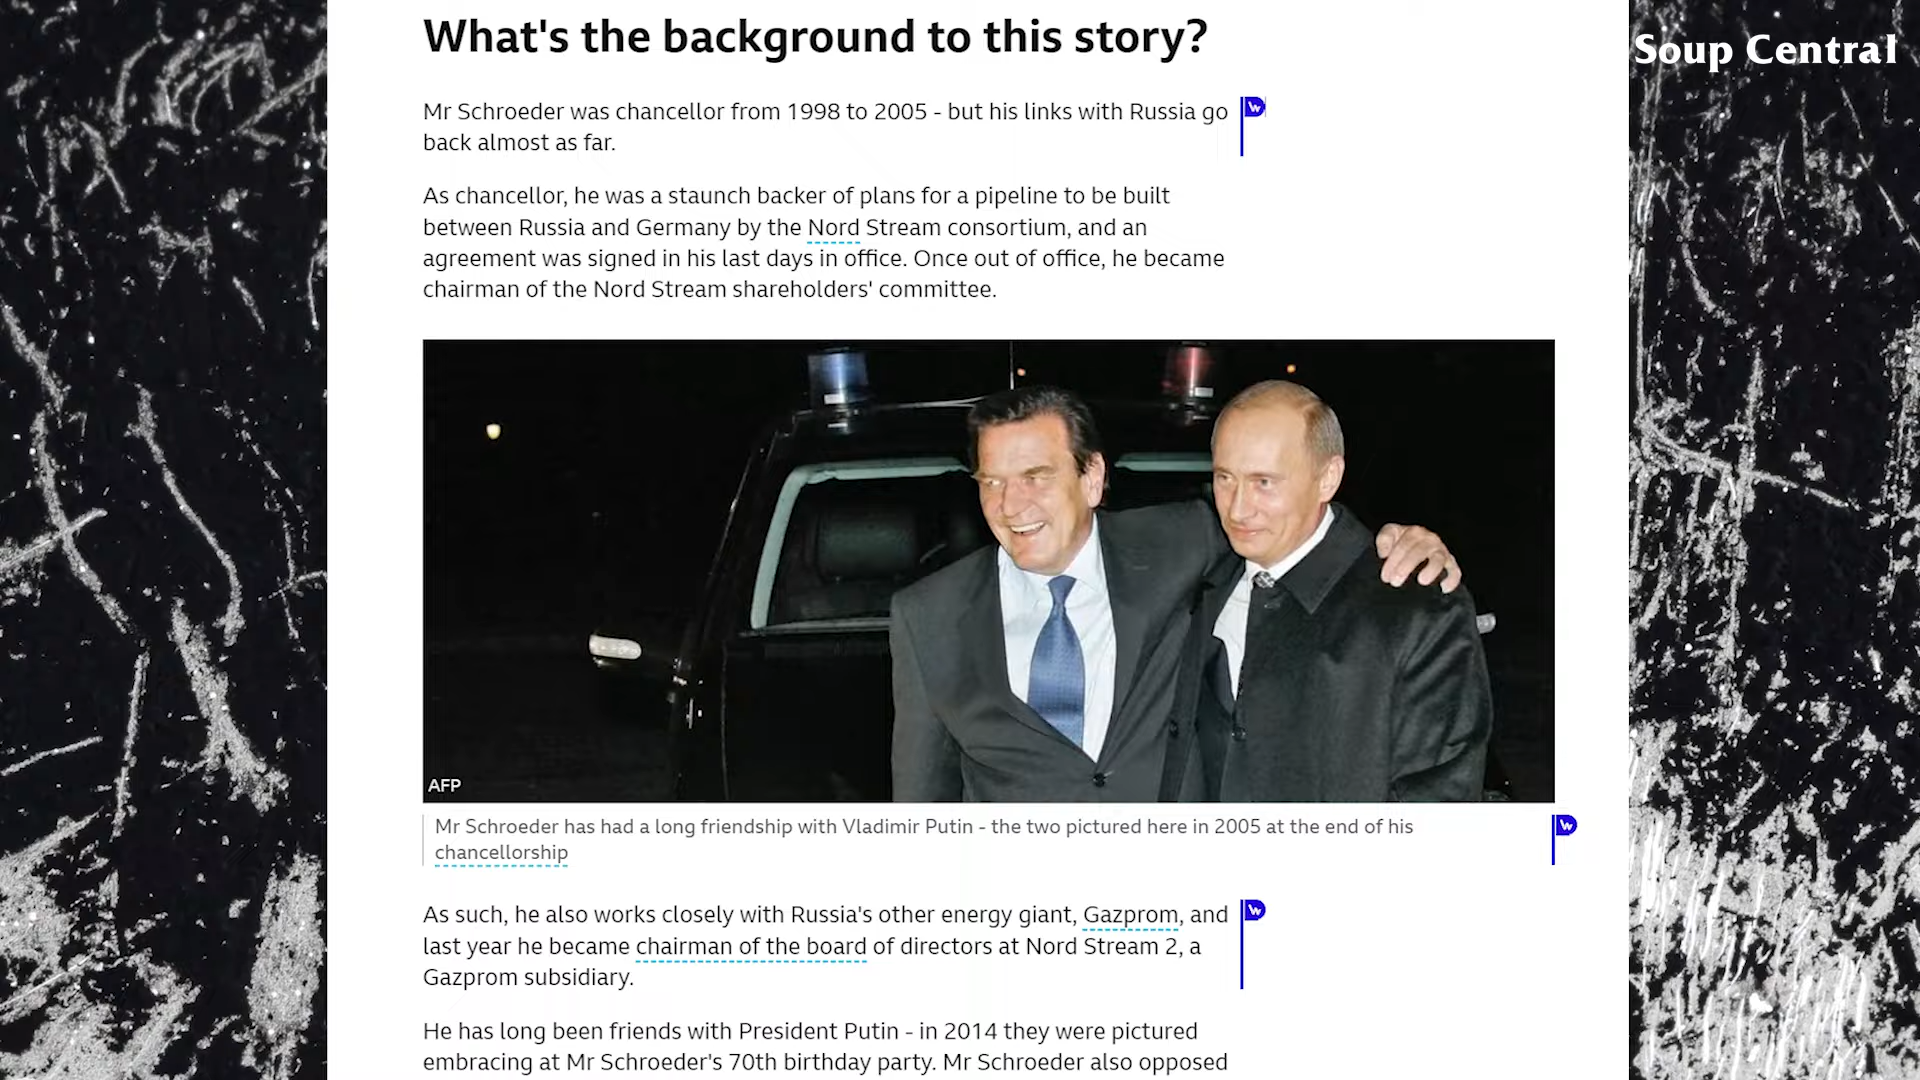 What's the background to this story?
Soup Central
Mr Schroeder was chancellor from 1998 to 2005 - but his links with Russia go
back almost as far.
As chancellor, he was a staunch backer of plans for a pipeline to be built
between Russia and Germany by the Nord Stream consortium, and an
agreement was signed in his last days in office. Once out of office, he became
chairman of the Nord Stream shareholders' committee.
AFP
Mr Schroeder has had a long friendship with Vladimir Putin - the two pictured here in 2005 at the end of his
chancellorship
As such, he also works closely with Russia's other energy giant, Gazprom, and
last year he became chairman of the board of directors at Nord Stream 2, a
Gazprom subsidiary.
He has long been friends with President Putin - in 2014 they were pictured
embracing at Mr Schroeder's 70th birthday party. Mr Schroeder also opposed